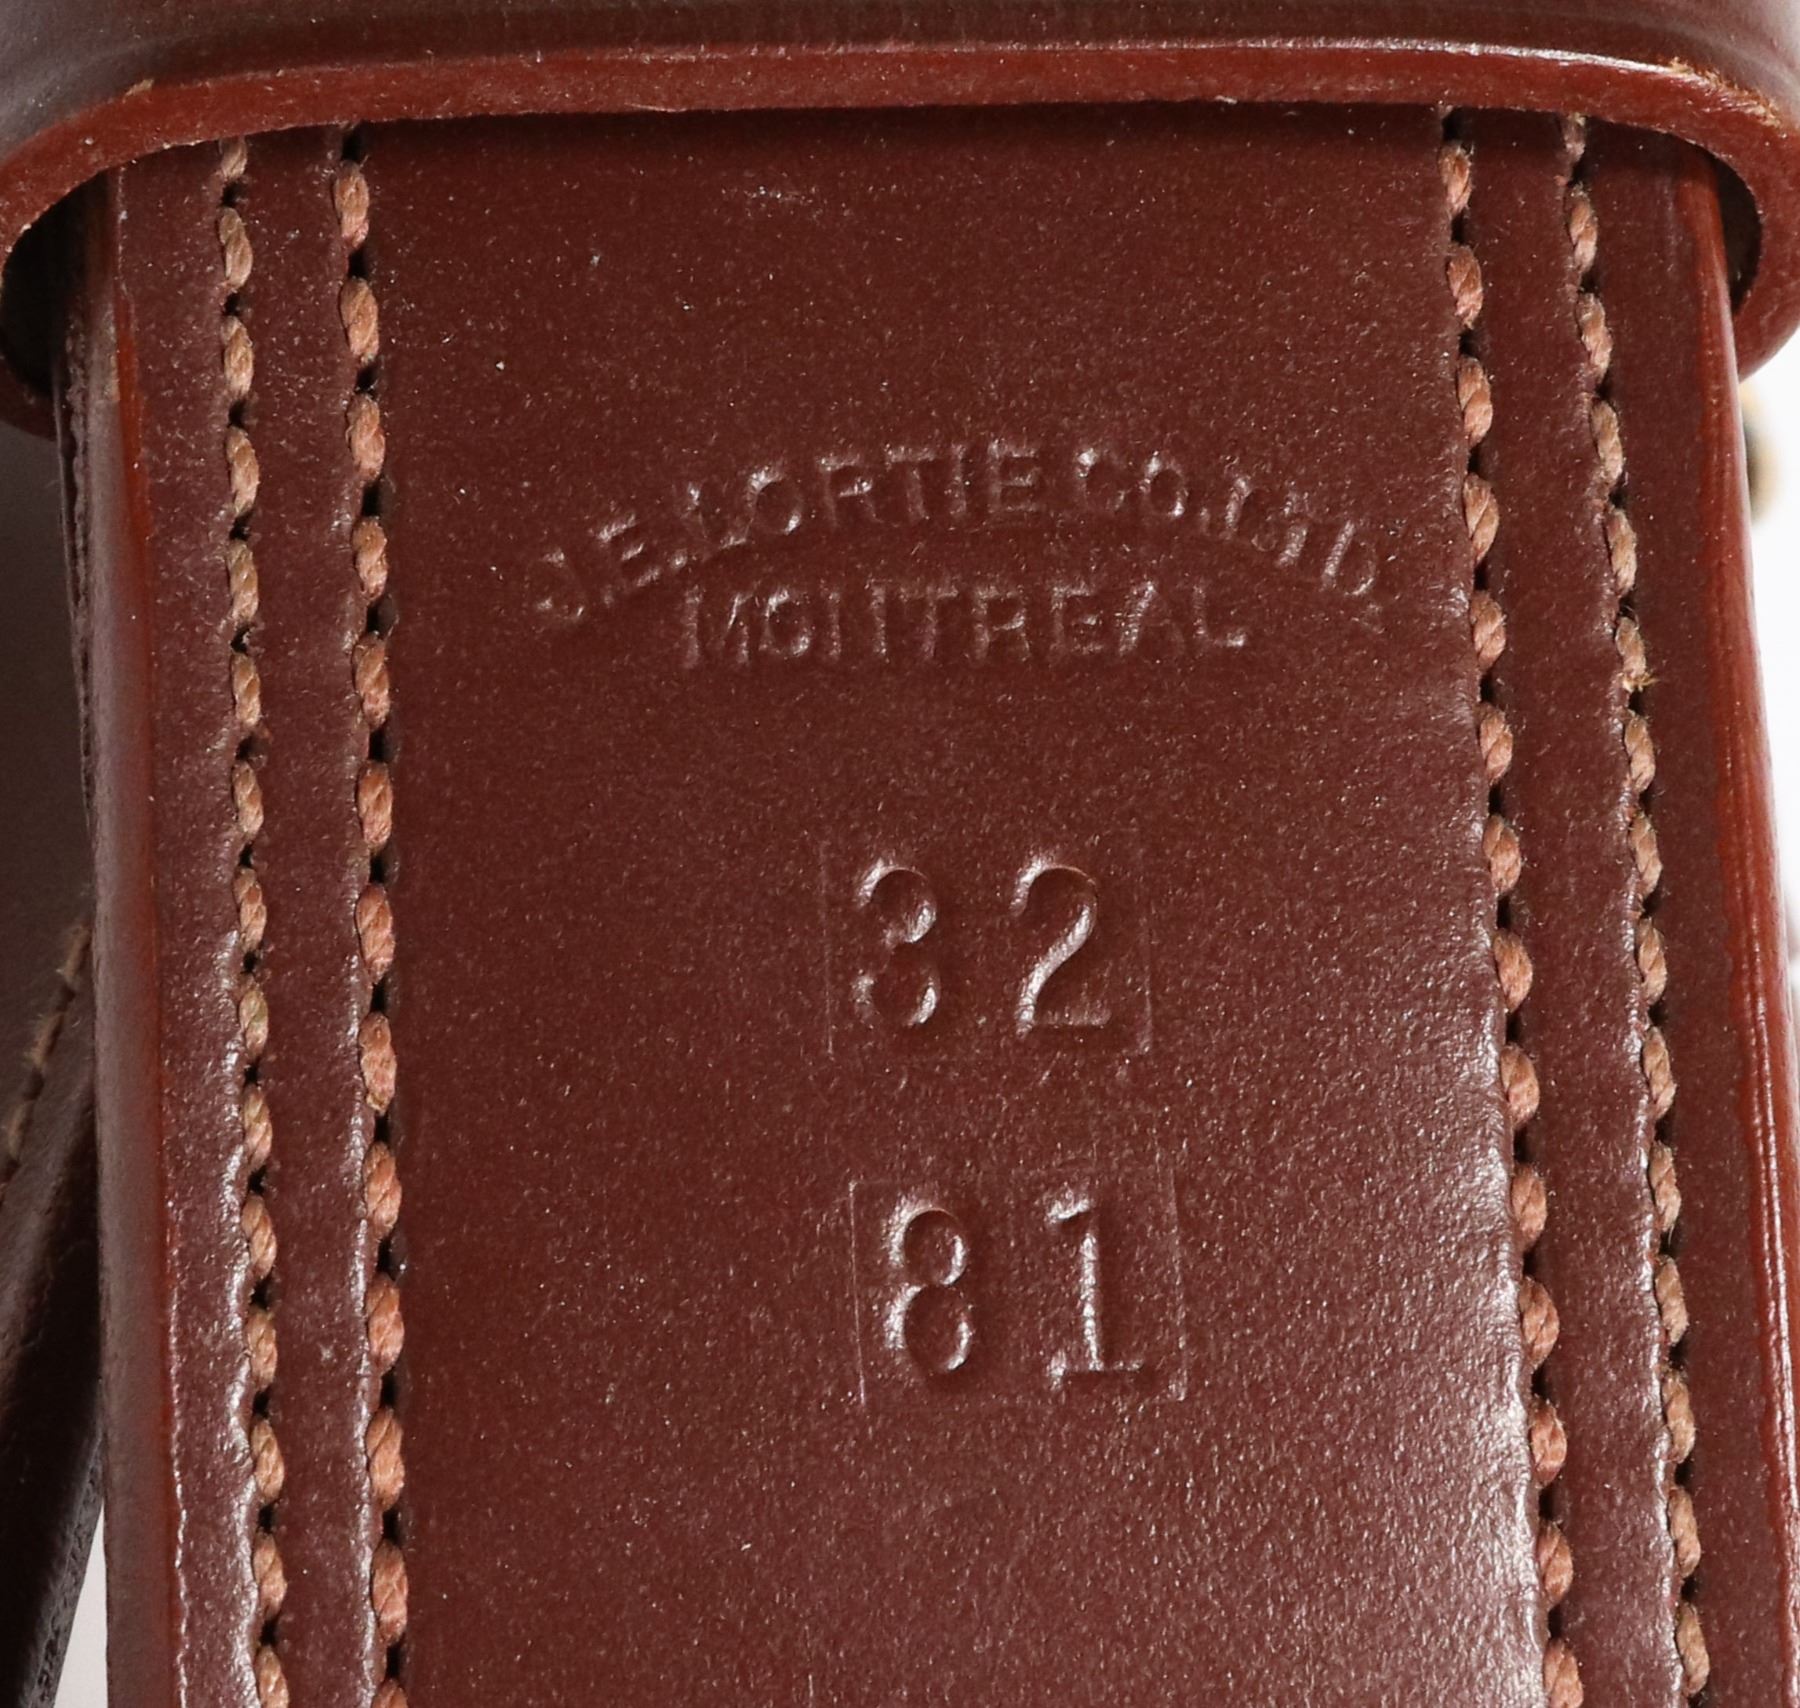 J.E. LORTIE CO. LTD.
MONTREAL
32
81